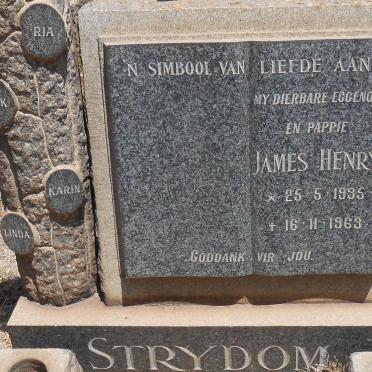 RIA
K
KARIN
LINDA
'N SIMBOOL VAN LIEFDE AAN
MY DIERBARE EGGENO
EN PAPPIE
JAMES HENRY
* 25-5-1935
+ 16-11-1963
GODDANK VIR JOU.
STRYDOM